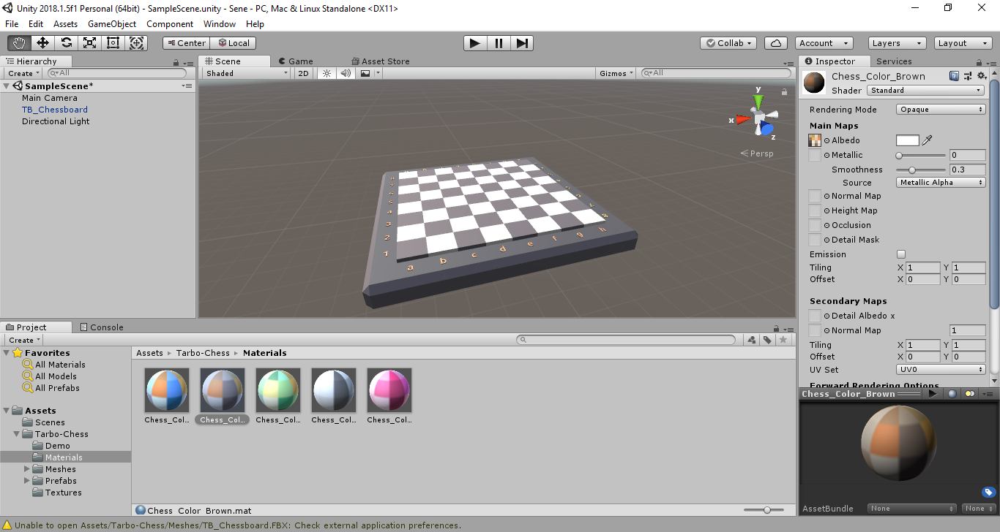 Unity 2018.1.5f1 Personal (64bit) - SampleScene.unity - Sene - PC, Mac & Linux Standalone <DX11>
File Edit Assets GameObject Component Window Help
Center Local Collab Account Layers Layout
Hierarchy
Create All
SampleScene*
Main Camera
TB_Chessboard
Directional Light
Scene Game Asset Store
Shaded 2D Gizmos All
y
x
z
Persp
4
3
2
1
a b c d e f g h
Inspector Services
Chess_Color_Brown
Shader Standard
Rendering Mode Opaque
Main Maps
Albedo
Metallic 0
Smoothness 0.3
Source Metallic Alpha
Normal Map
Height Map
Occlusion
Detail Mask
Emission
Tiling X 1 Y 1
Offset X 0 Y 0
Secondary Maps
Detail Albedo x
Normal Map 1
Tiling X 1 Y 1
Offset X 0 Y 0
UV Set UV0
Forward Rendering Options
Chess_Color_Brown
AssetBundle None None
Project Console
Create
Favorites
All Materials
All Models
All Prefabs
Assets
Scenes
Tarbo-Chess
Demo
Materials
Meshes
Prefabs
Textures
Assets Tarbo-Chess Materials
Chess_Col... Chess_Col... Chess_Col... Chess_Col... Chess_Col...
Chess_Color_Brown.mat
Unable to open Assets/Tarbo-Chess/Meshes/TB_Chessboard.FBX: Check external application preferences.